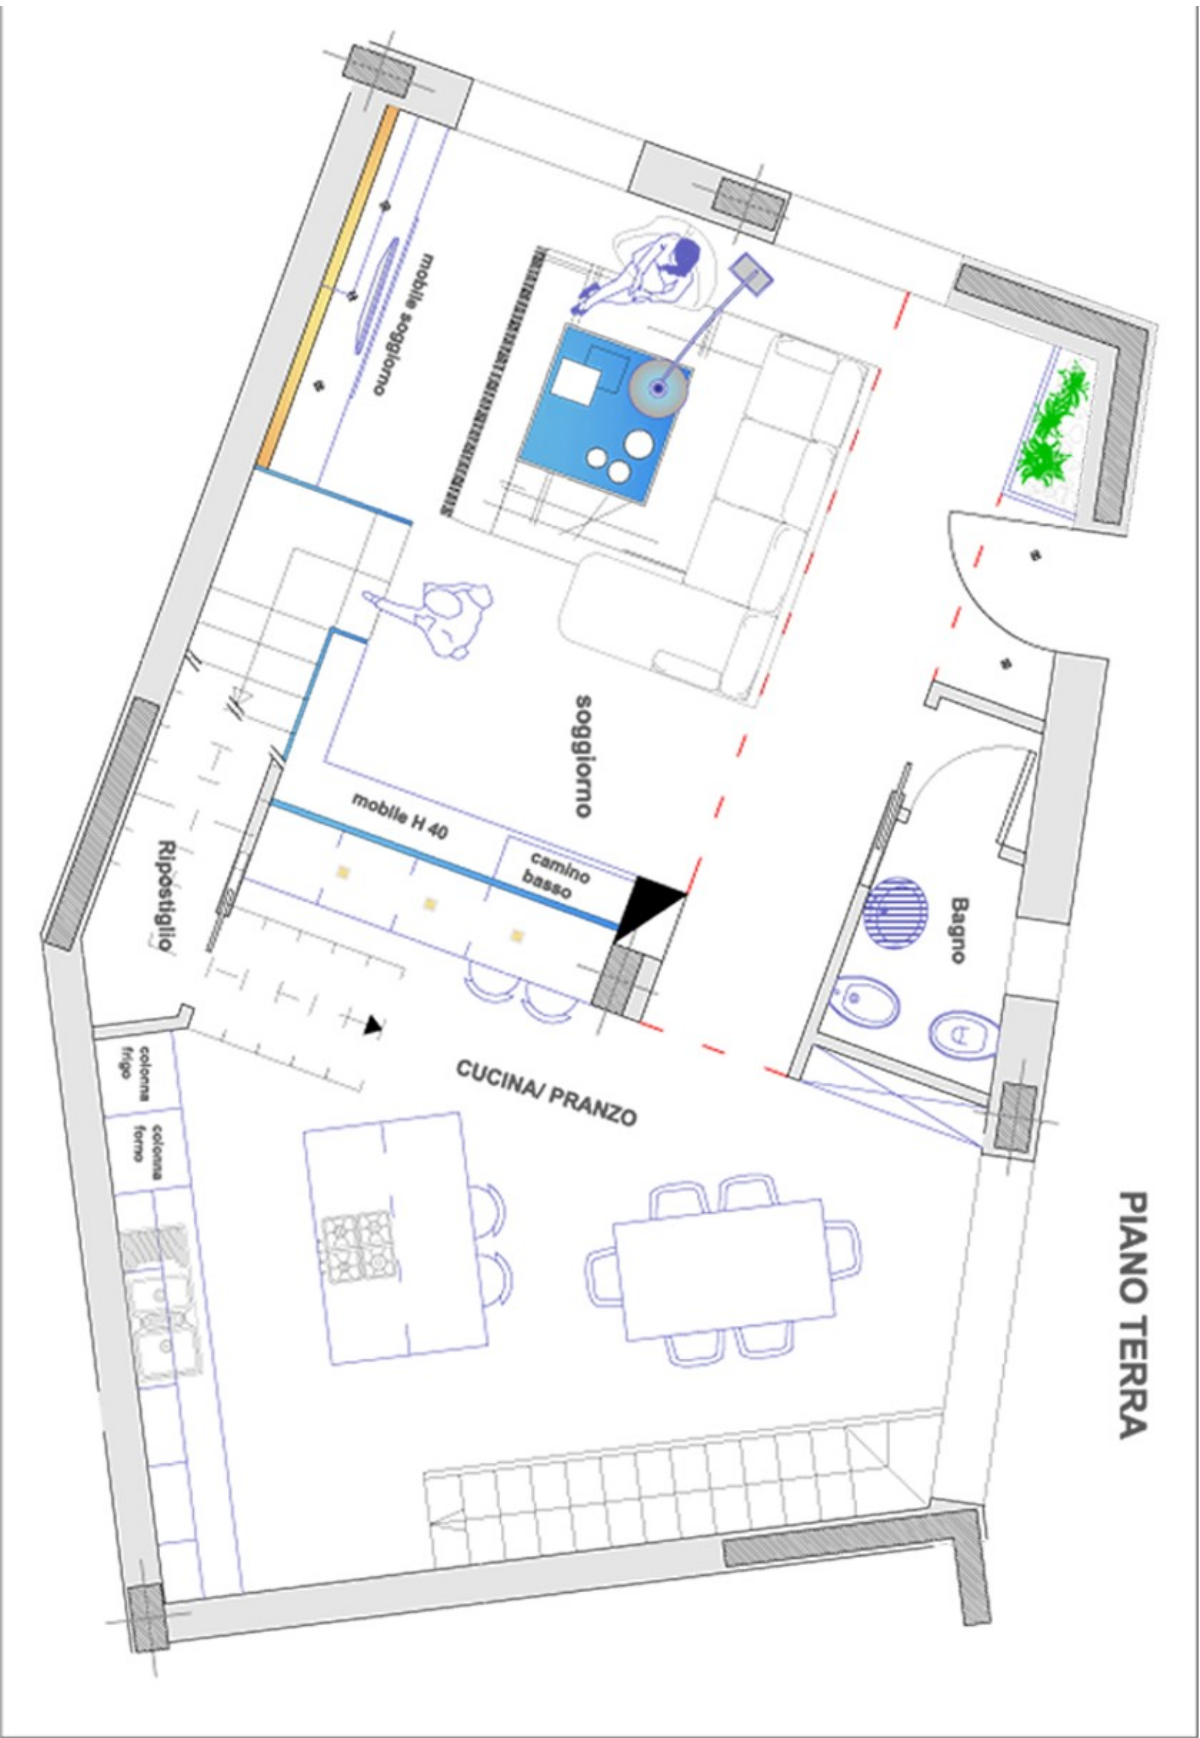 PIANO TERRA
mobile soggiorno
soggiorno
mobile H 40
camino
basso
Ripostiglio
Bagno
CUCINA/ PRANZO
colonna
frigo
colonna
forno